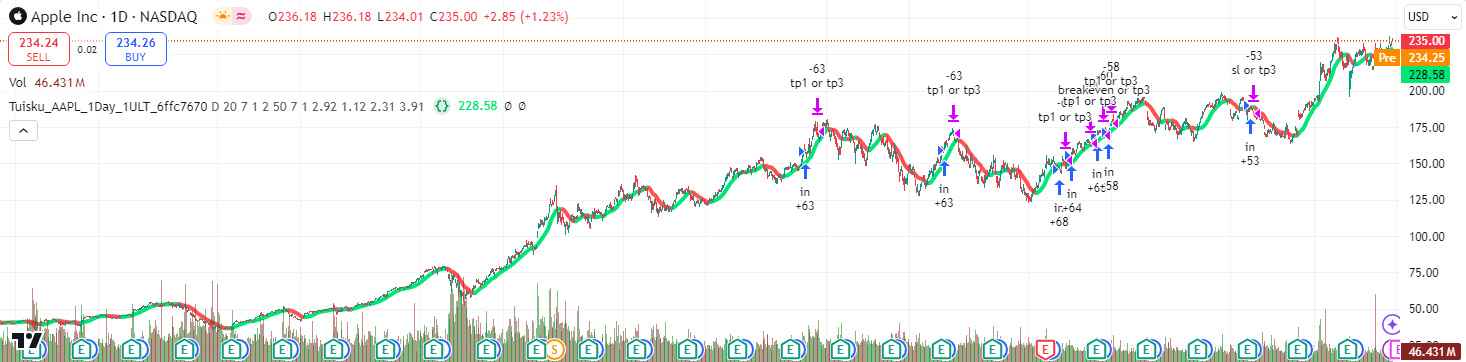 Apple Inc · 1D · NASDAQ O236.18 H236.18 L234.01 C235.00 +2.85 (+1.23%)
USD
234.24 SELL
0.02
234.26 BUY
Vol 46.431 M
Tuisku_AAPL_1Day_1ULT_6ffc7670 D 20 7 1 2 50 7 1 2.92 1.12 2.31 3.91 {} 228.58 Ø Ø
235.00
Pre 234.25
228.58
200.00
175.00
150.00
125.00
100.00
75.00
50.00
46.431 M
-63
tp1 or tp3
in
+63
-63
tp1 or tp3
in
+63
tp1 or tp3
in
+64
+68
-58
tp1 or tp3
breakeven or tp3
tp1 or tp3
in
in
+58
-53
sl or tp3
in
+53
E E E E E E E E E E E S E E E E E E E E E E E E E E E E